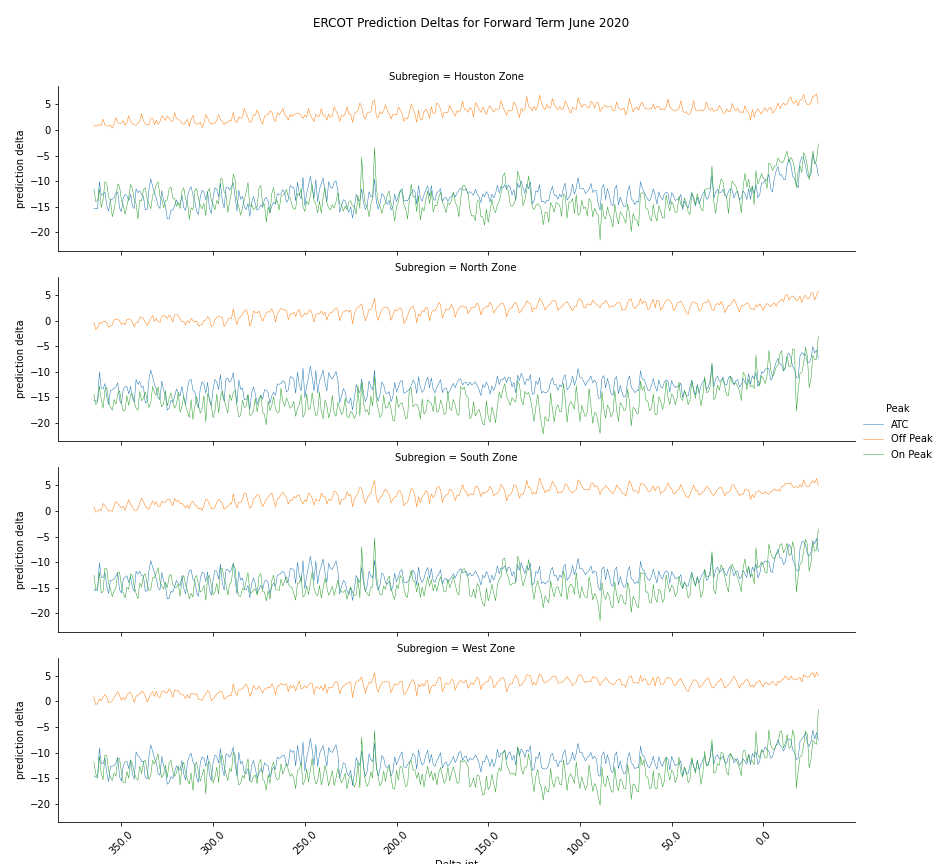 ERCOT Prediction Deltas for Forward Term June 2020
Subregion = Houston Zone
5
0
−5
−10
−15
−20
prediction delta
Subregion = North Zone
5
0
−5
−10
−15
−20
prediction delta
Peak
ATC
Off Peak
On Peak
Subregion = South Zone
5
0
−5
−10
−15
−20
prediction delta
Subregion = West Zone
5
0
−5
−10
−15
−20
prediction delta
350.0
300.0
250.0
200.0
150.0
100.0
50.0
0.0
Delta int